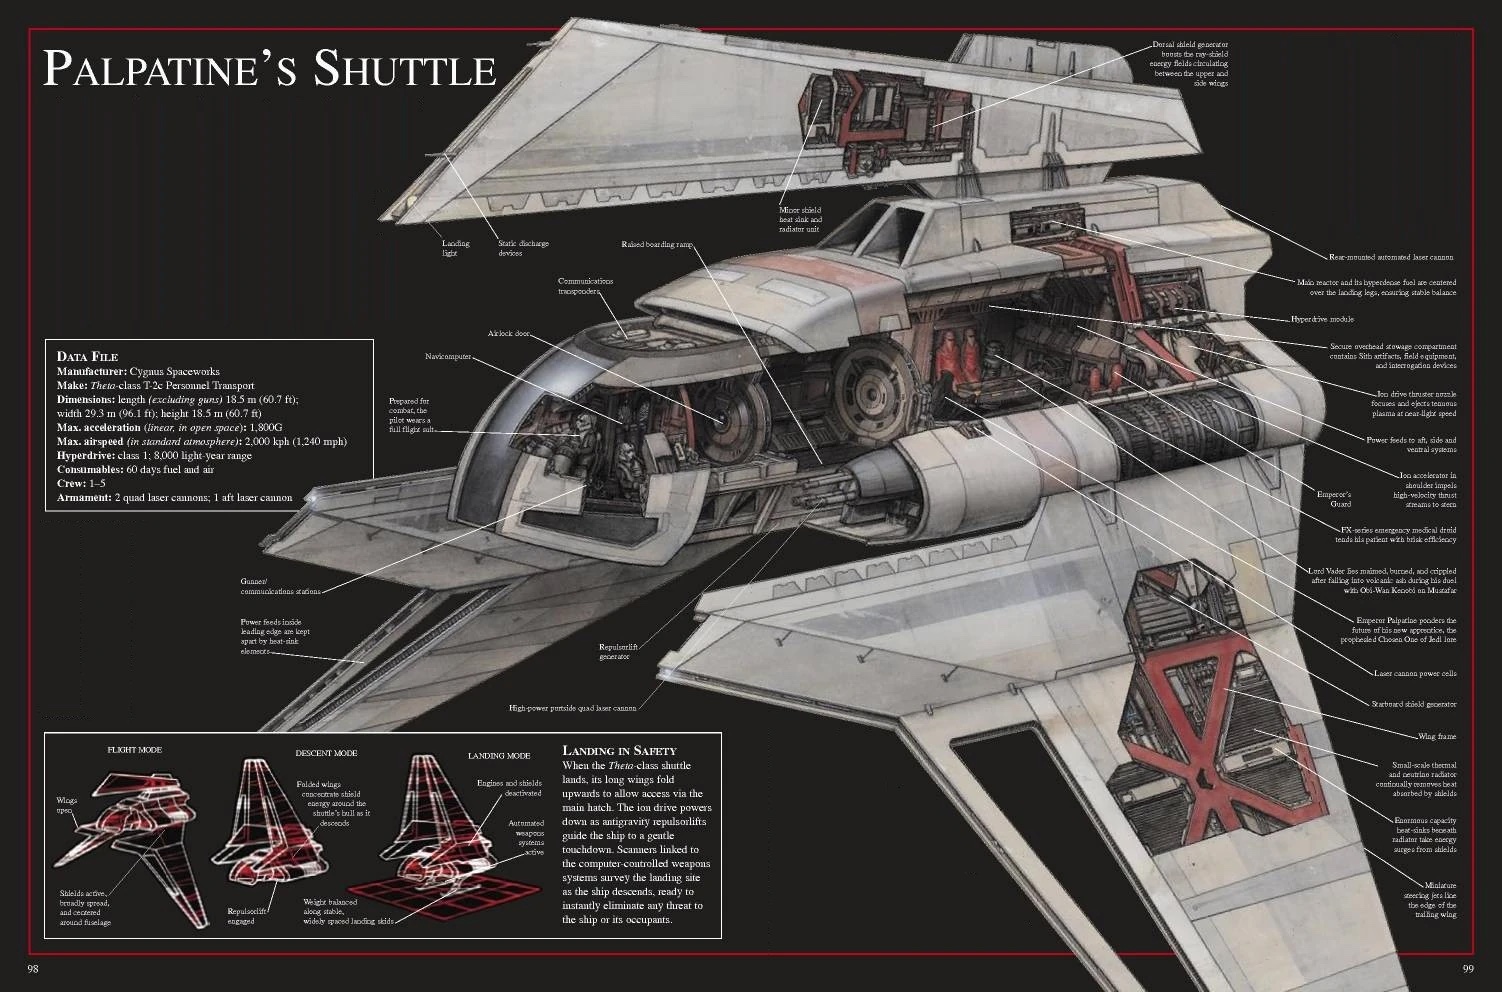 PALPATINE'S SHUTTLE
Dorsal shield generator
boosts the ray-shield
energy fields circulating
between the upper and
side wings
Minor shield
heat sink and
radiator unit
Landing
light
Static discharge
devices
Raised boarding ramp
Communications
transponders
Airlock door
Navicomputer
Prepared for
combat, the
pilot wears a
full flight suit
Rear-mounted automated laser cannon
Main reactor and its hyperdense fuel are centered
over the landing legs, ensuring stable balance
Hyperdrive module
Secure overhead stowage compartment
contains Sith artifacts, field equipment,
and interrogation devices
Ion drive thruster nozzle
focuses and ejects tenuous
plasma at near-light speed
Power feeds to aft, side and
ventral systems
Ion accelerator in
shoulder impels
high-velocity thrust
streams to stern
Emperor's
Guard
FX-series emergency medical droid
tends his patient with brisk efficiency
Lord Vader lies maimed, burned, and crippled
after falling into volcanic ash during his duel
with Obi-Wan Kenobi on Mustafar
Emperor Palpatine ponders the
future of his new apprentice, the
prophesied Chosen One of Jedi lore
Laser cannon power cells
Starboard shield generator
Wing frame
Small-scale thermal
and neutrino radiator
continually removes heat
absorbed by shields
Enormous capacity
heat-sinks beneath
radiator take energy
surges from shields
Miniature
steering jets line
the edge of the
trailing wing
DATA FILE
Manufacturer: Cygnus Spaceworks
Make: Theta-class T-2c Personnel Transport
Dimensions: length (excluding guns) 18.5 m (60.7 ft);
width 29.3 m (96.1 ft); height 18.5 m (60.7 ft)
Max. acceleration (linear, in open space): 1,800G
Max. airspeed (in standard atmosphere): 2,000 kph (1,240 mph)
Hyperdrive: class 1; 8,000 light-year range
Consumables: 60 days fuel and air
Crew: 1–5
Armament: 2 quad laser cannons; 1 aft laser cannon
Gunner/
communications stations
Power feeds inside
leading edge are kept
apart by heat-sink
elements
Repulsorlift
generator
High-power portside quad laser cannon
FLIGHT MODE
Wings
open
Shields active,
broadly spread,
and centered
around fuselage
DESCENT MODE
Folded wings
concentrate shield
energy around the
shuttle's hull as it
descends
Repulsorlift
engaged
LANDING MODE
Engines and shields
deactivated
Automated
weapons
systems
active
Weight balanced
along stable,
widely spaced landing skids
LANDING IN SAFETY
When the Theta-class shuttle
lands, its long wings fold
upwards to allow access via the
main hatch. The ion drive powers
down as antigravity repulsorlifts
guide the ship to a gentle
touchdown. Scanners linked to
the computer-controlled weapons
systems survey the landing site
as the ship descends, ready to
instantly eliminate any threat to
the ship or its occupants.
98
99